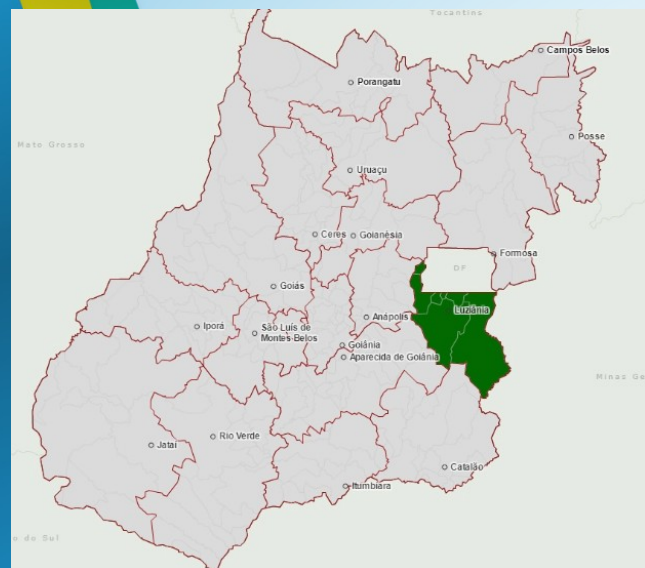 Tocantins
Campos Belos
Porangatu
Posse
Mato Grosso
Uruaçu
Ceres
Goianésia
Formosa
DF
Goiás
Luziânia
Anápolis
Iporá
São Luís de
Montes Belos
Goiânia
Aparecida de Goiânia
Minas Ge
Rio Verde
Jataí
Catalão
Itumbiara
o do Sul